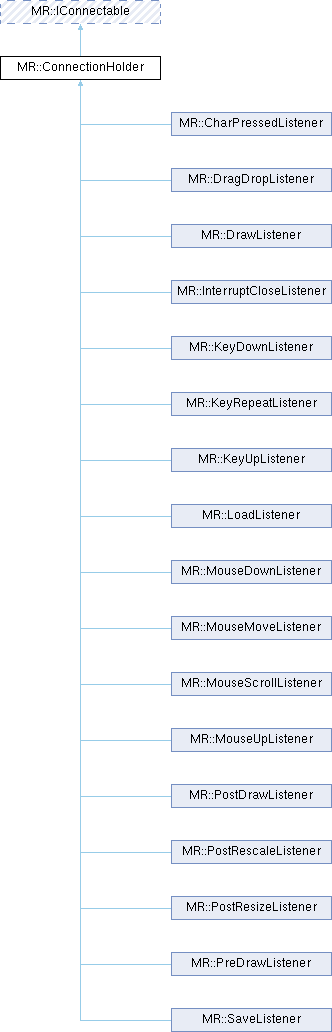 MR::IConnectable
MR::ConnectionHolder
MR::CharPressedListener
MR::DragDropListener
MR::DrawListener
MR::InterruptCloseListener
MR::KeyDownListener
MR::KeyRepeatListener
MR::KeyUpListener
MR::LoadListener
MR::MouseDownListener
MR::MouseMoveListener
MR::MouseScrollListener
MR::MouseUpListener
MR::PostDrawListener
MR::PostRescaleListener
MR::PostResizeListener
MR::PreDrawListener
MR::SaveListener